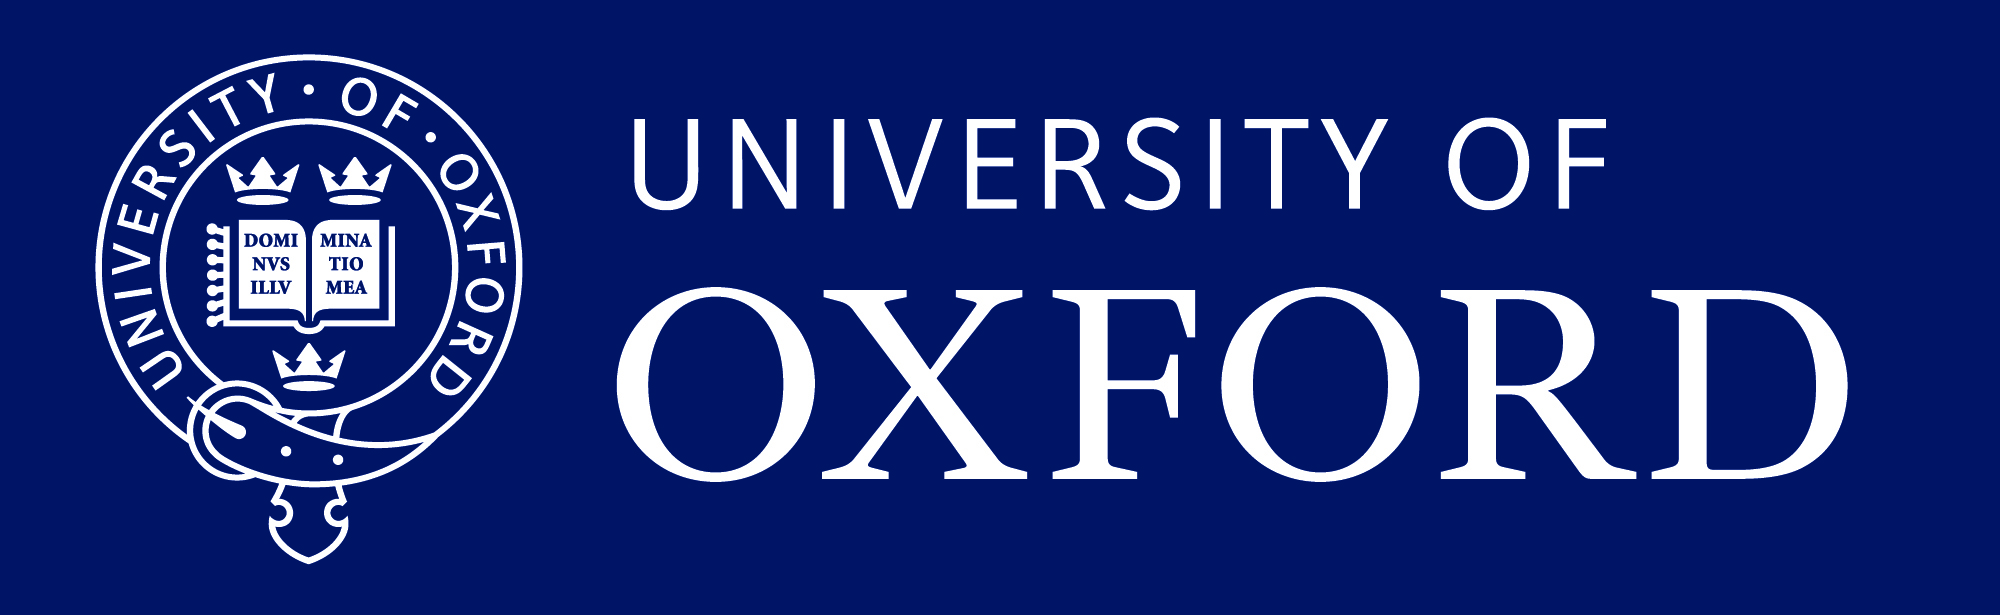 UNIVERSITY · OF · OXFORD
DOMI
NVS
ILLV
MINA
TIO
MEA
UNIVERSITY OF
OXFORD